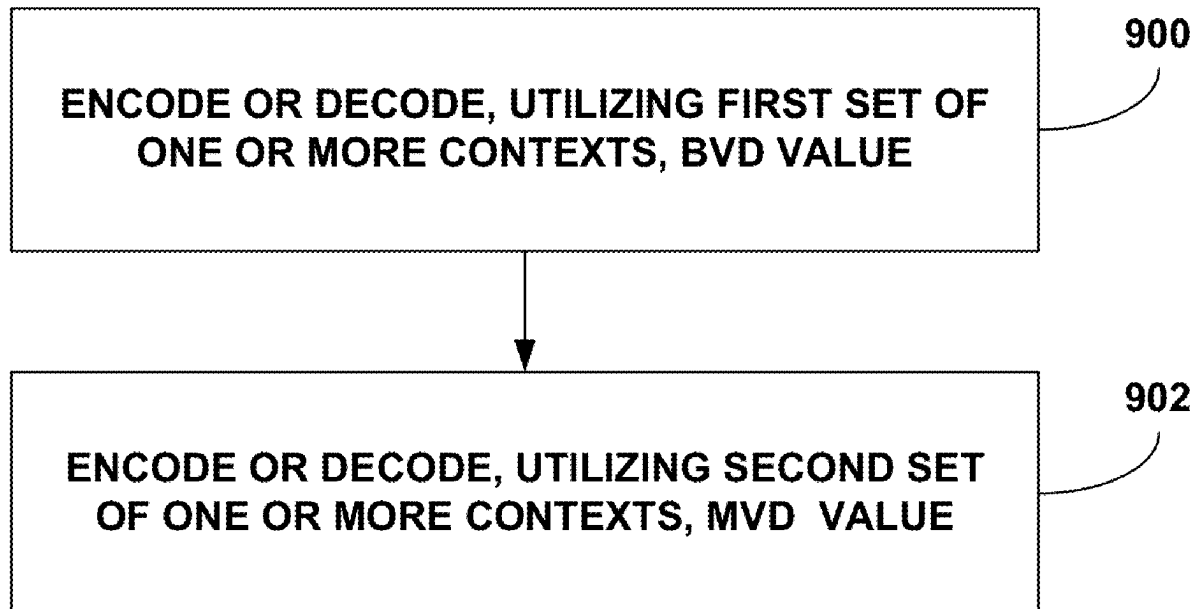 900
ENCODE OR DECODE, UTILIZING FIRST SET OF
ONE OR MORE CONTEXTS, BVD VALUE
902
ENCODE OR DECODE, UTILIZING SECOND SET
OF ONE OR MORE CONTEXTS, MVD VALUE